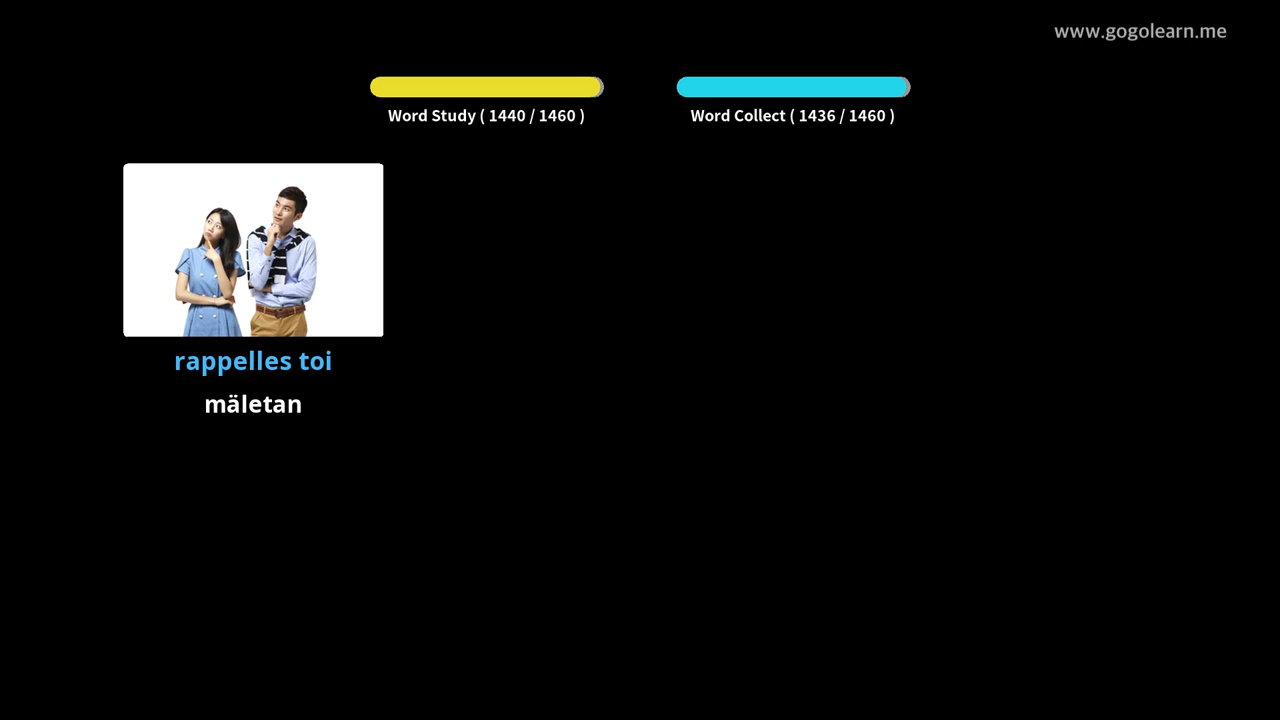 www.gogolearn.me
Word Study ( 1440 / 1460 )
Word Collect ( 1436 / 1460 )
rappelles toi
mäletan